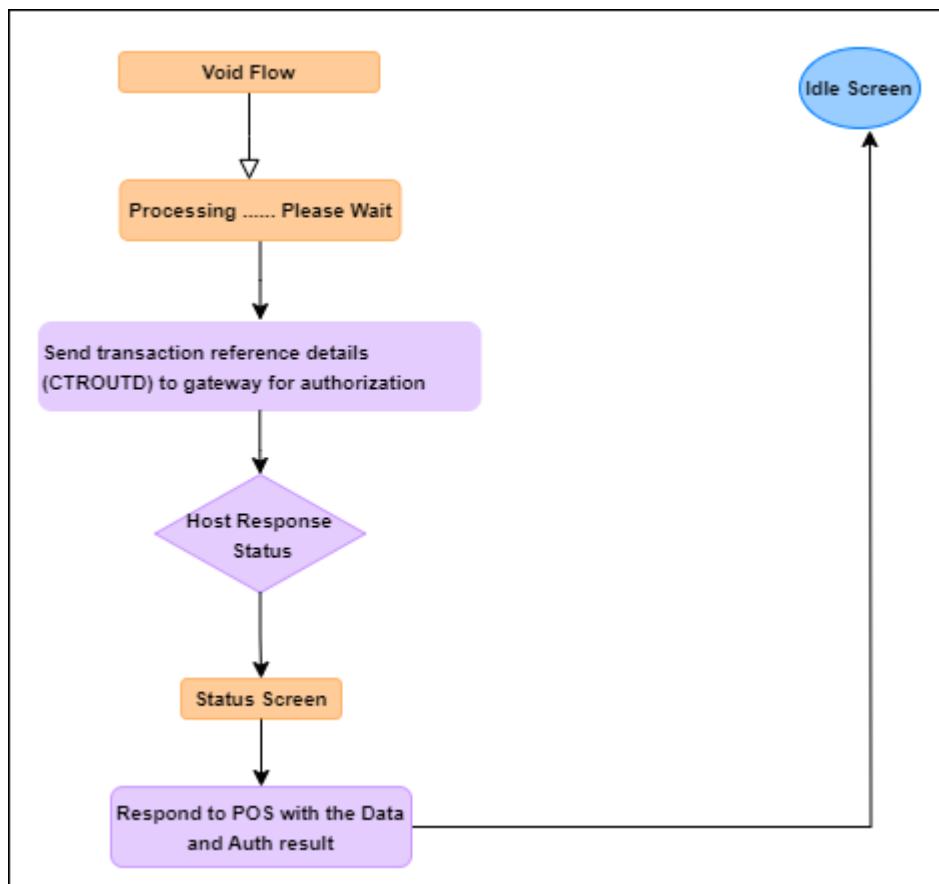 Void Flow
Idle Screen
Processing ...... Please Wait
Send transaction reference details
(CTROUTD) to gateway for authorization
Host Response
Status
Status Screen
Respond to POS with the Data
and Auth result